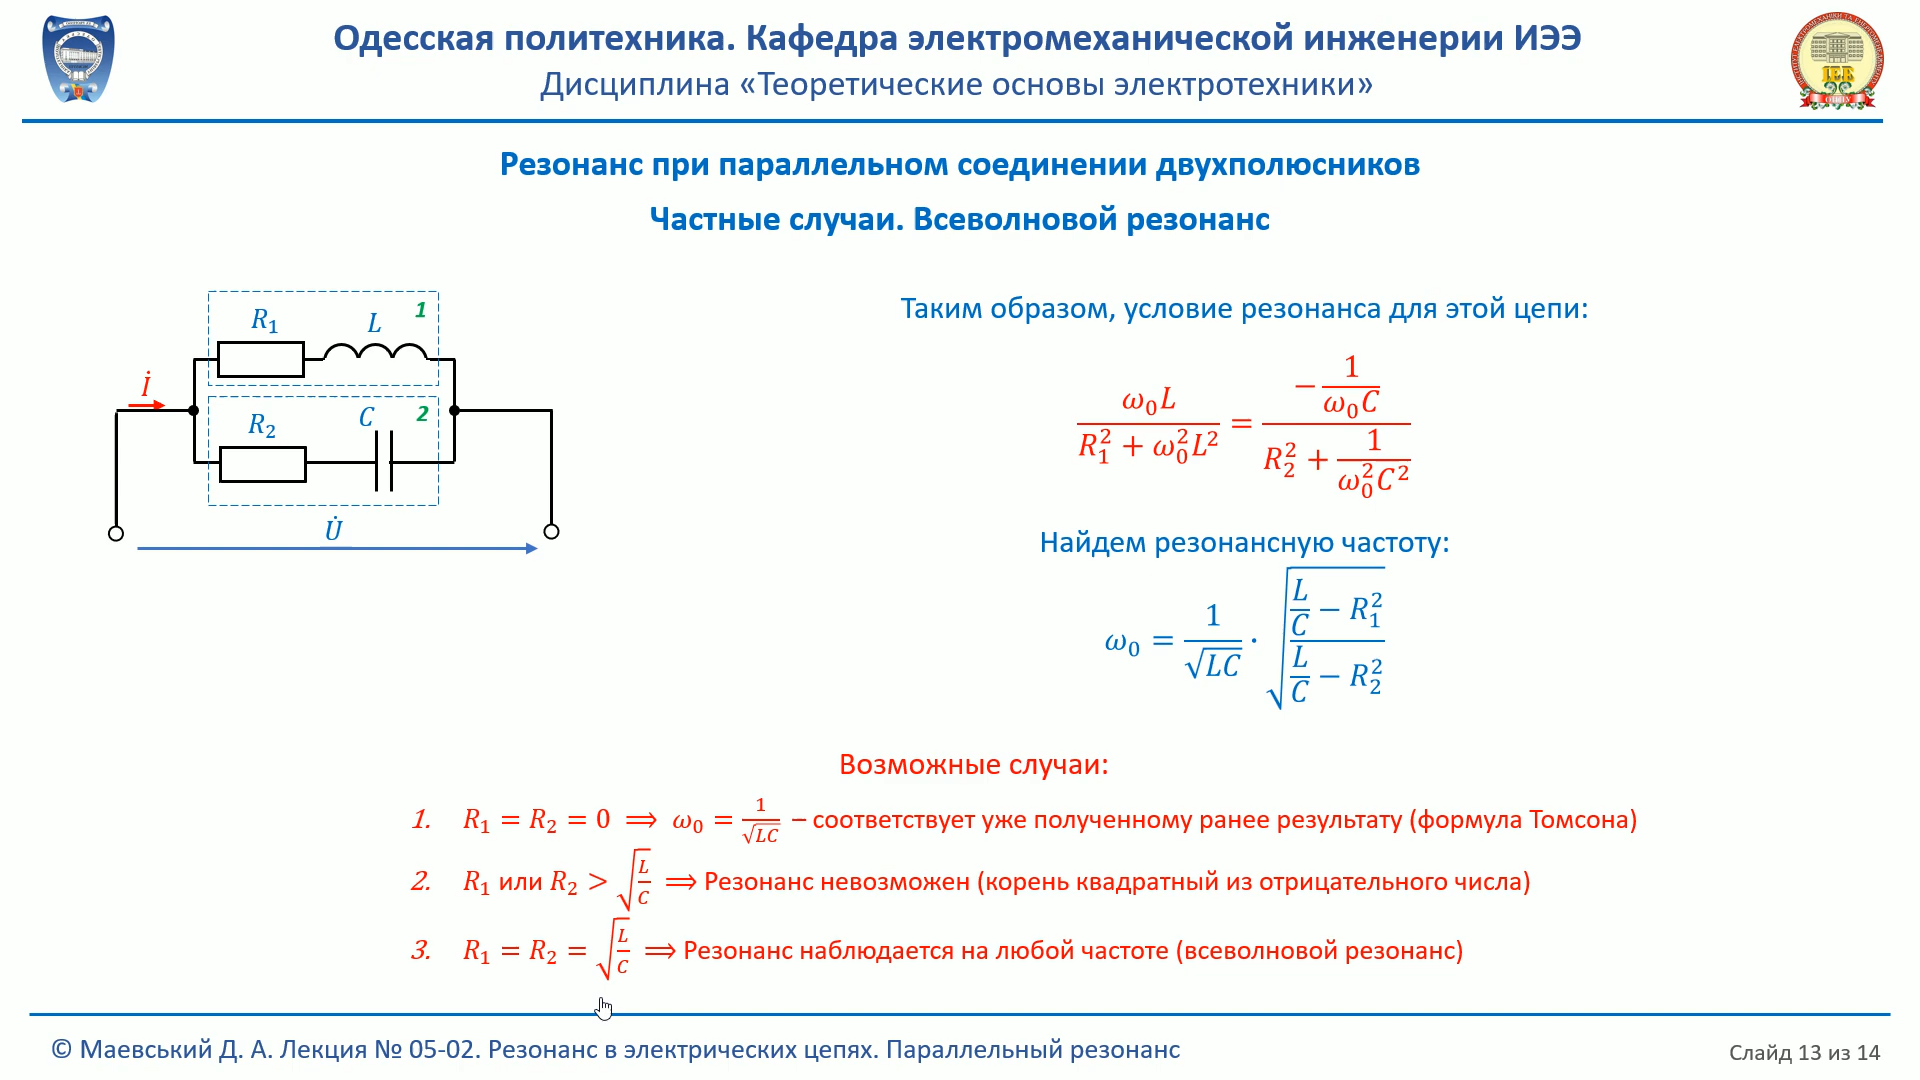 Одесская политехника. Кафедра электромеханической инженерии ИЭЭ
Дисциплина «Теоретические основы электротехники»
Резонанс при параллельном соединении двухполюсников
Частные случаи. Всеволновой резонанс
R₁ L 1
İ
R₂ C 2
U̇
Таким образом, условие резонанса для этой цепи:
ω₀L / (R₁² + ω₀²L²) = (−1/(ω₀C)) / (R₂² + 1/(ω₀²C²))
Найдем резонансную частоту:
ω₀ = 1/√(LC) · √((L/C − R₁²)/(L/C − R₂²))
Возможные случаи:
1. R₁ = R₂ = 0 ⟹ ω₀ = 1/√(LC) – соответствует уже полученному ранее результату (формула Томсона)
2. R₁ или R₂ > √(L/C) ⟹ Резонанс невозможен (корень квадратный из отрицательного числа)
3. R₁ = R₂ = √(L/C) ⟹ Резонанс наблюдается на любой частоте (всеволновой резонанс)
© Маевський Д. А. Лекция № 05-02. Резонанс в электрических цепях. Параллельный резонанс
Слайд 13 из 14